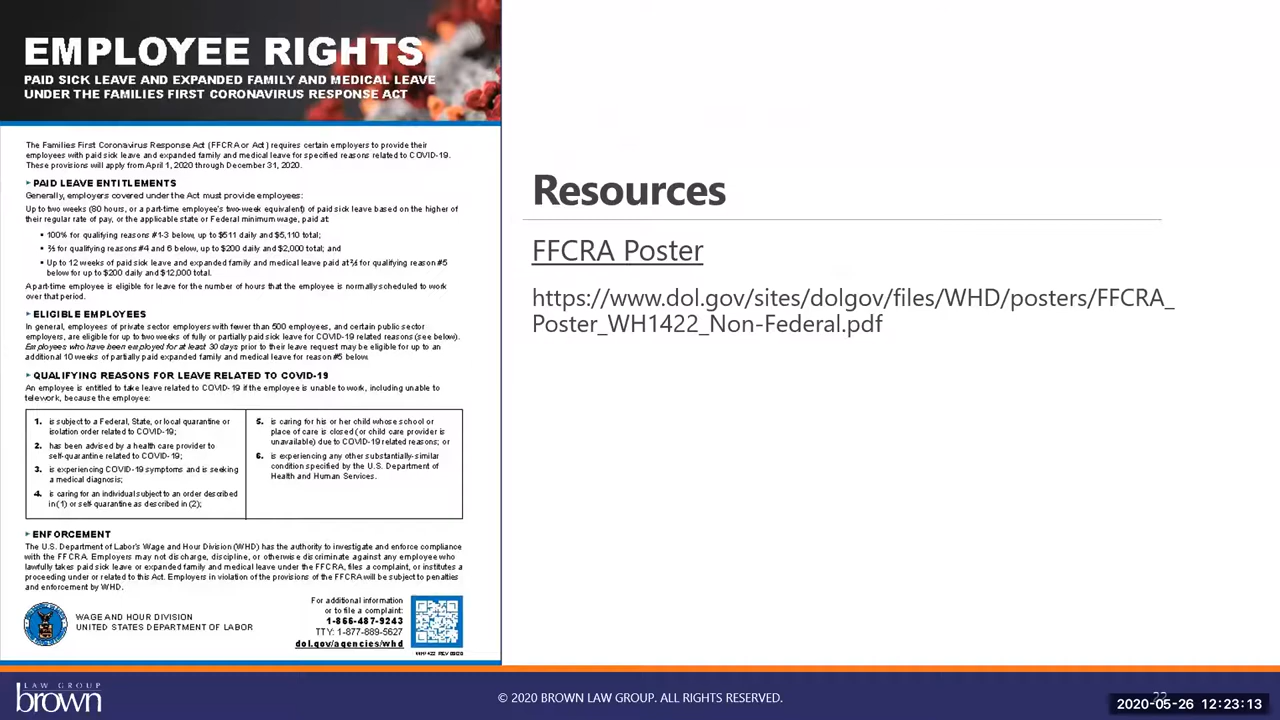 EMPLOYEE RIGHTS
PAID SICK LEAVE AND EXPANDED FAMILY AND MEDICAL LEAVE
UNDER THE FAMILIES FIRST CORONAVIRUS RESPONSE ACT
The Families First Coronavirus Response Act (FFCRA or Act) requires certain employers to provide their
employees with paid sick leave and expanded family and medical leave for specified reasons related to COVID-19.
These provisions will apply from April 1, 2020 through December 31, 2020.
► PAID LEAVE ENTITLEMENTS
Generally, employers covered under the Act must provide employees:
Up to two weeks (80 hours, or a part-time employee's two-week equivalent) of paid sick leave based on the higher of
their regular rate of pay, or the applicable state or Federal minimum wage, paid at:
• 100% for qualifying reasons #1-3 below, up to $511 daily and $5,110 total;
• ⅔ for qualifying reasons #4 and 6 below, up to $200 daily and $2,000 total; and
• Up to 12 weeks of paid sick leave and expanded family and medical leave paid at ⅔ for qualifying reason #5
below for up to $200 daily and $12,000 total.
A part-time employee is eligible for leave for the number of hours that the employee is normally scheduled to work
over that period.
► ELIGIBLE EMPLOYEES
In general, employees of private sector employers with fewer than 500 employees, and certain public sector
employers, are eligible for up to two weeks of fully or partially paid sick leave for COVID-19 related reasons (see below).
Employees who have been employed for at least 30 days prior to their leave request may be eligible for up to an
additional 10 weeks of partially paid expanded family and medical leave for reason #5 below.
► QUALIFYING REASONS FOR LEAVE RELATED TO COVID-19
An employee is entitled to take leave related to COVID-19 if the employee is unable to work, including unable to
telework, because the employee:
1. is subject to a Federal, State, or local quarantine or
isolation order related to COVID-19;
2. has been advised by a health care provider to
self-quarantine related to COVID-19;
3. is experiencing COVID-19 symptoms and is seeking
a medical diagnosis;
4. is caring for an individual subject to an order described
in (1) or self-quarantine as described in (2);
5. is caring for his or her child whose school or
place of care is closed (or child care provider is
unavailable) due to COVID-19 related reasons; or
6. is experiencing any other substantially-similar
condition specified by the U.S. Department of
Health and Human Services.
► ENFORCEMENT
The U.S. Department of Labor's Wage and Hour Division (WHD) has the authority to investigate and enforce compliance
with the FFCRA. Employers may not discharge, discipline, or otherwise discriminate against any employee who
lawfully takes paid sick leave or expanded family and medical leave under the FFCRA, files a complaint, or institutes a
proceeding under or related to this Act. Employers in violation of the provisions of the FFCRA will be subject to penalties
and enforcement by WHD.
WAGE AND HOUR DIVISION
UNITED STATES DEPARTMENT OF LABOR
For additional information
or to file a complaint:
1-866-487-9243
TTY: 1-877-889-5627
dol.gov/agencies/whd
Resources
FFCRA Poster
https://www.dol.gov/sites/dolgov/files/WHD/posters/FFCRA_
Poster_WH1422_Non-Federal.pdf
LAW GROUP
brown
© 2020 BROWN LAW GROUP. ALL RIGHTS RESERVED.
2020-05-26 12:23:13